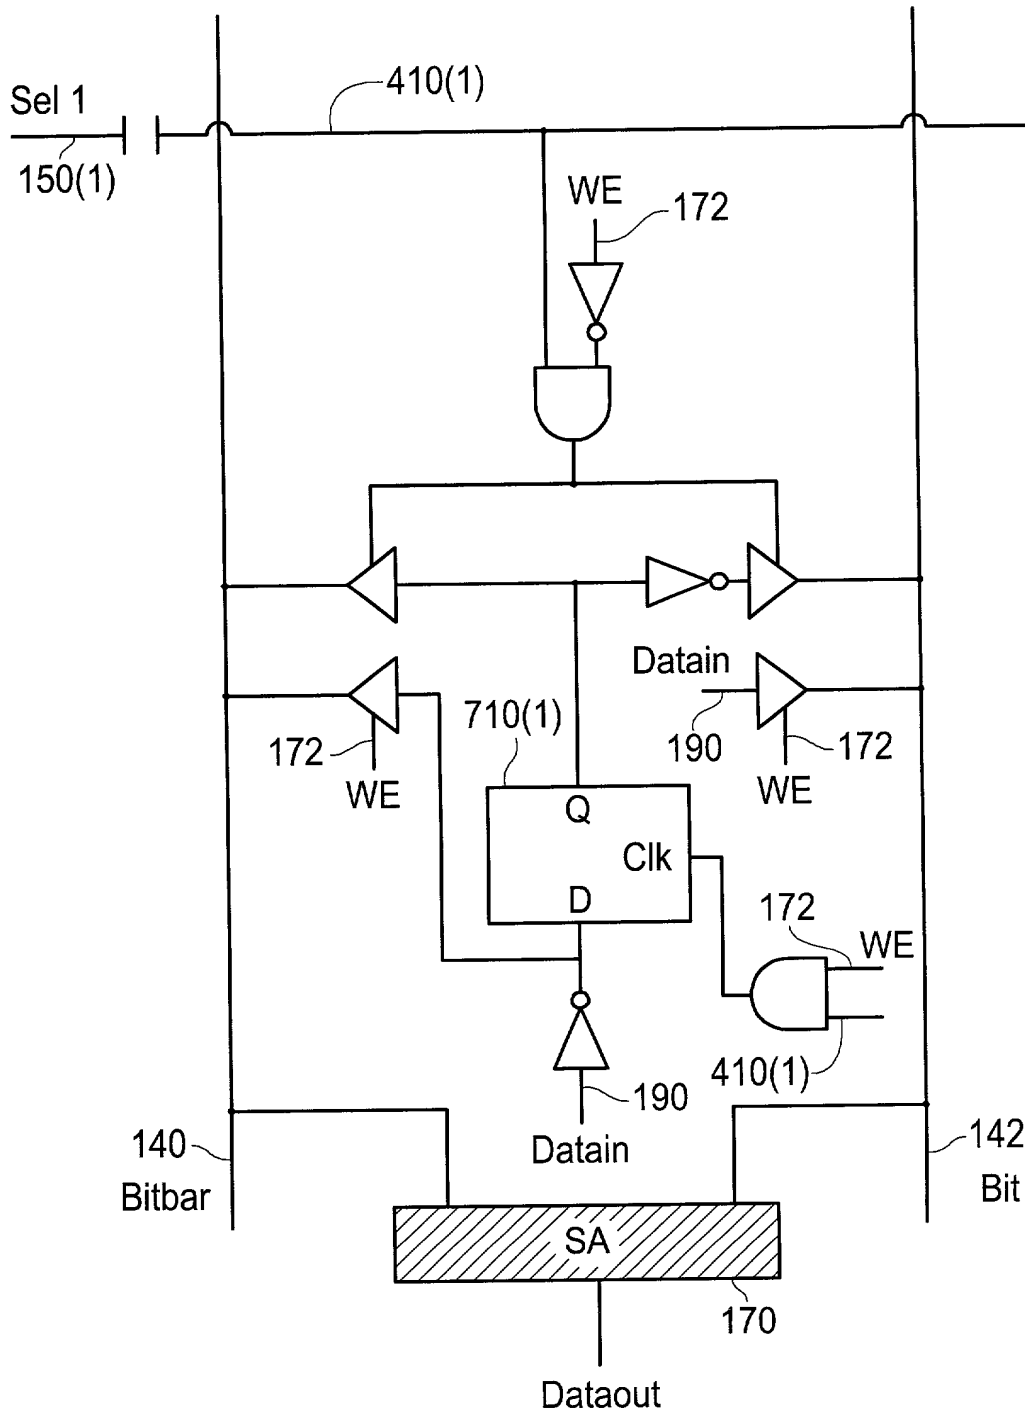 410(1)
Sel 1
150(1)
WE
172
Datain
710(1)
190
172
172
WE
WE
Q
Clk
D
172
WE
410(1)
190
Datain
140
Bitbar
142
Bit
SA
170
Dataout